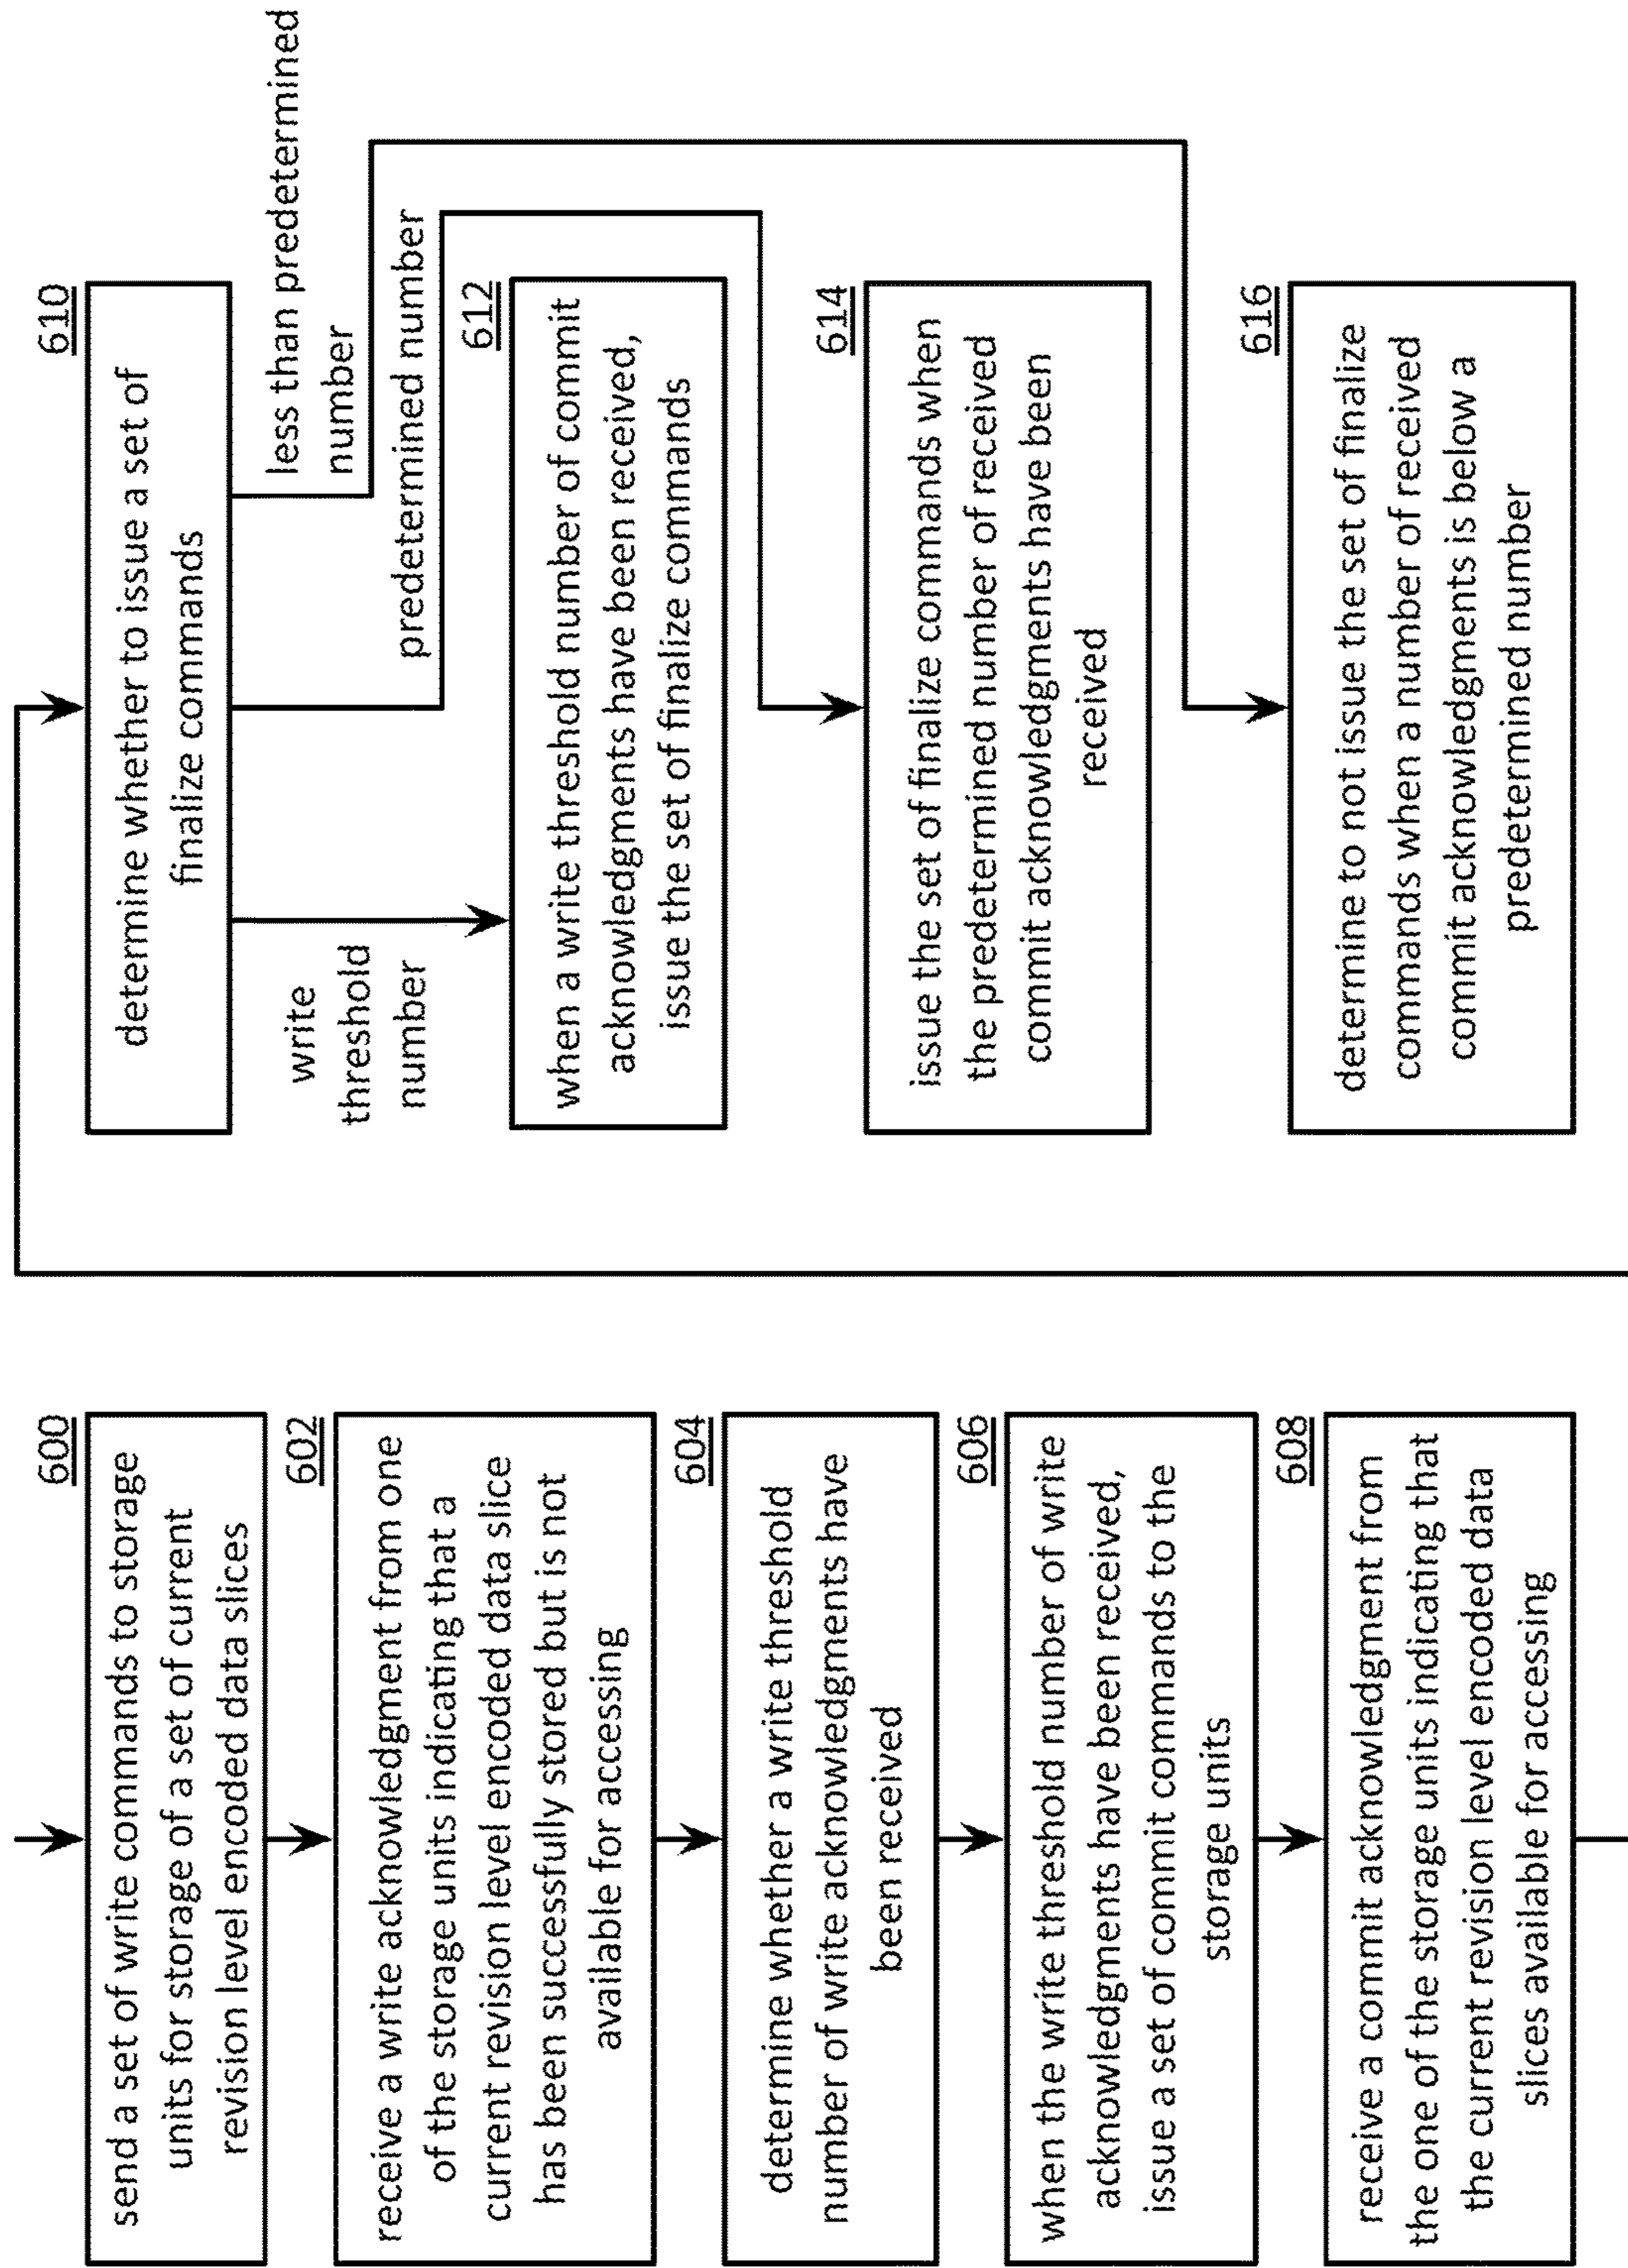 600
send a set of write commands to storage
units for storage of a set of current
revision level encoded data slices
602
receive a write acknowledgment from one
of the storage units indicating that a
current revision level encoded data slice
has been successfully stored but is not
available for accessing
604
determine whether a write threshold
number of write acknowledgments have
been received
606
when the write threshold number of write
acknowledgments have been received,
issue a set of commit commands to the
storage units
608
receive a commit acknowledgment from
the one of the storage units indicating that
the current revision level encoded data
slices available for accessing
610
determine whether to issue a set of
finalize commands
write
threshold
number
less than predetermined
number
predetermined number
612
when a write threshold number of commit
acknowledgments have been received,
issue the set of finalize commands
614
issue the set of finalize commands when
the predetermined number of received
commit acknowledgments have been
received
616
determine to not issue the set of finalize
commands when a number of received
commit acknowledgments is below a
predetermined number